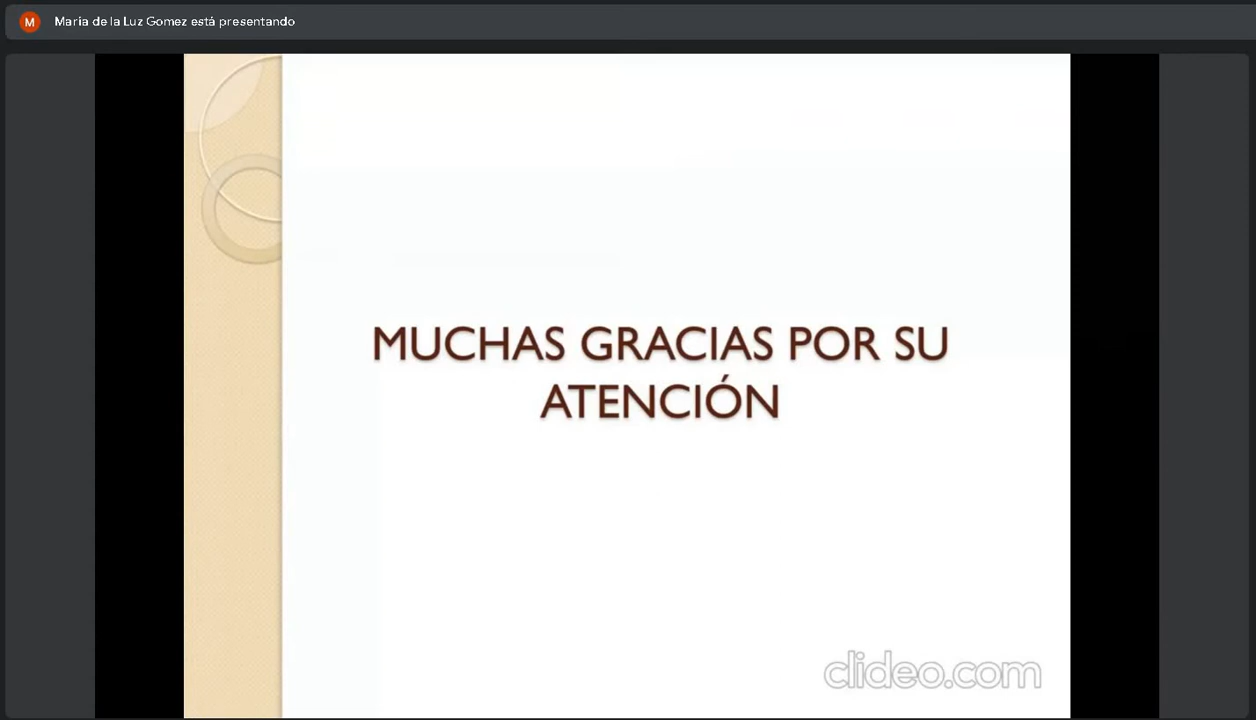 M
Maria de la Luz Gomez está presentando
MUCHAS GRACIAS POR SU
ATENCIÓN
clideo.com